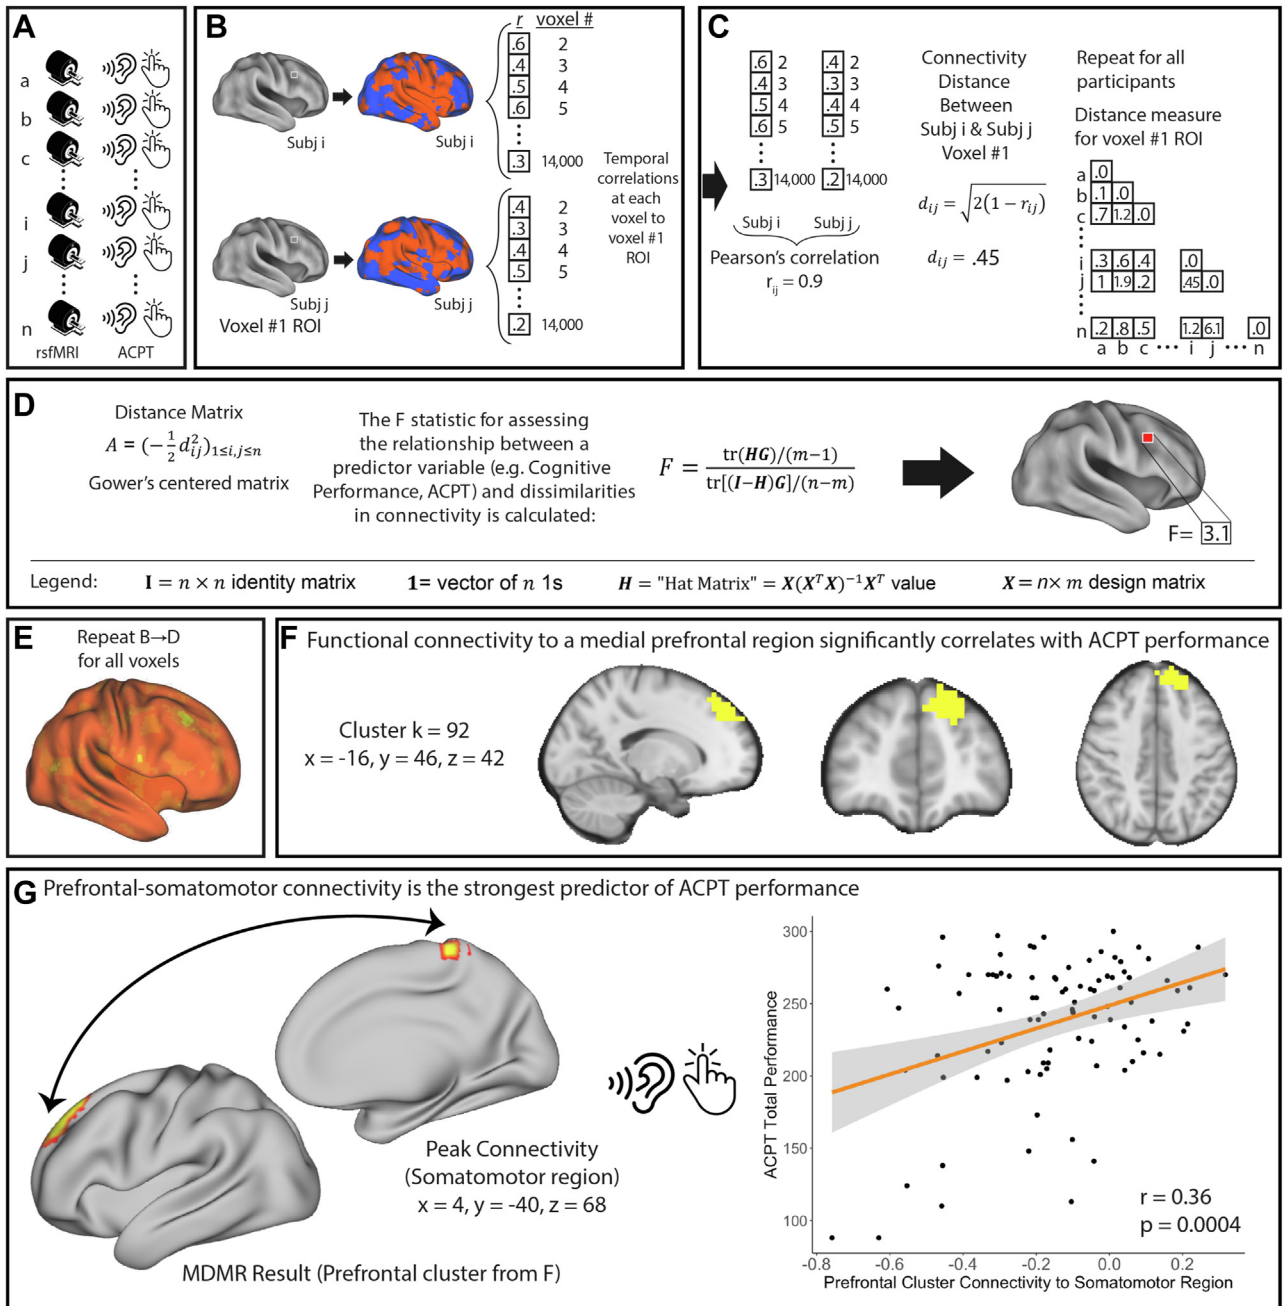 A
a
b
c
i
j
n
rsfMRI ACPT
B
r voxel #
.6 2
.4 3
.5 4
.6 5
.3 14,000
Subj i Subj i
.4 2
.3 3
.4 4
.5 5
.2 14,000
Subj j Subj j
Voxel #1 ROI
Temporal
correlations
at each
voxel to
voxel #1
ROI
C
.6 2 .4 2
.4 3 .3 3
.5 4 .4 4
.6 5 .5 5
.3 14,000 .2 14,000
Subj i Subj j
Pearson's correlation
r_ij = 0.9
Connectivity
Distance
Between
Subj i & Subj j
Voxel #1
d_ij = √2(1 − r_ij)
d_ij = .45
Repeat for all
participants
Distance measure
for voxel #1 ROI
a .0
b .1 .0
c .7 1.2 .0
i .3 .6 .4 .0
j 1 1.9 .2 .45 .0
n .2 .8 .5 1.2 6.1 .0
a b c ... i j ... n
D
Distance Matrix
A = (−1/2 d²_ij)_1≤i,j≤n
Gower's centered matrix
The F statistic for assessing
the relationship between a
predictor variable (e.g. Cognitive
Performance, ACPT) and dissimilarities
in connectivity is calculated:
F = tr(HG)/(m−1) / tr[(I−H)G]/(n−m)
F= 3.1
Legend: I = n × n identity matrix 1= vector of n 1s H = "Hat Matrix" = X(XᵀX)⁻¹Xᵀ value X = n× m design matrix
E
Repeat B→D
for all voxels
F Functional connectivity to a medial prefrontal region significantly correlates with ACPT performance
Cluster k = 92
x = -16, y = 46, z = 42
G Prefrontal-somatomotor connectivity is the strongest predictor of ACPT performance
Peak Connectivity
(Somatomotor region)
x = 4, y = -40, z = 68
MDMR Result (Prefrontal cluster from F)
ACPT Total Performance
300
250
200
150
100
r = 0.36
p = 0.0004
-0.8 -0.6 -0.4 -0.2 0.0 0.2
Prefrontal Cluster Connectivity to Somatomotor Region